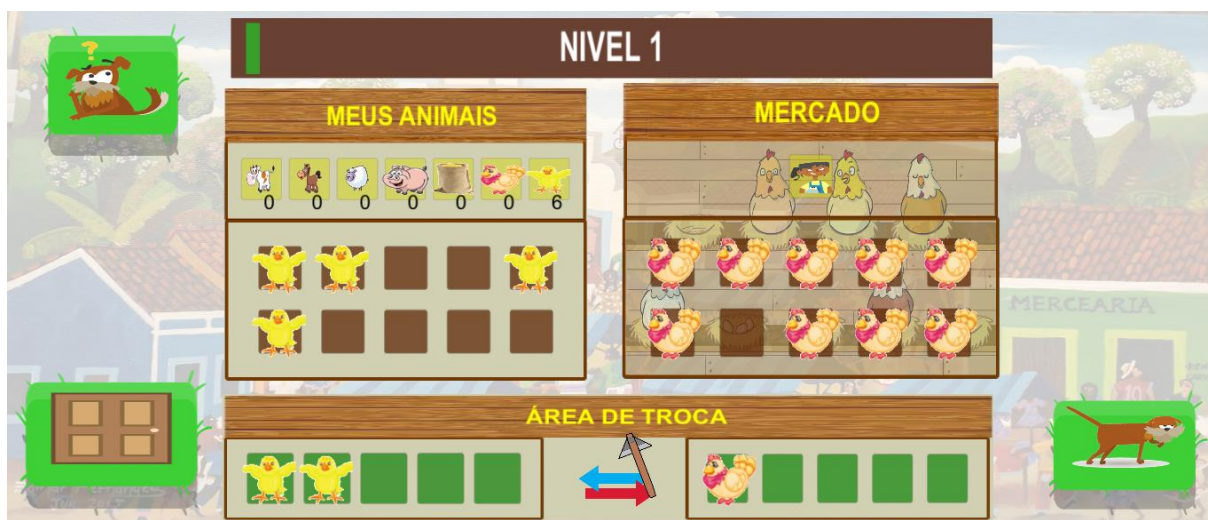 NIVEL 1
MEUS ANIMAIS
MERCADO
0 0 0 0 0 0 6
?
MERCEARIA
ÁREA DE TROCA